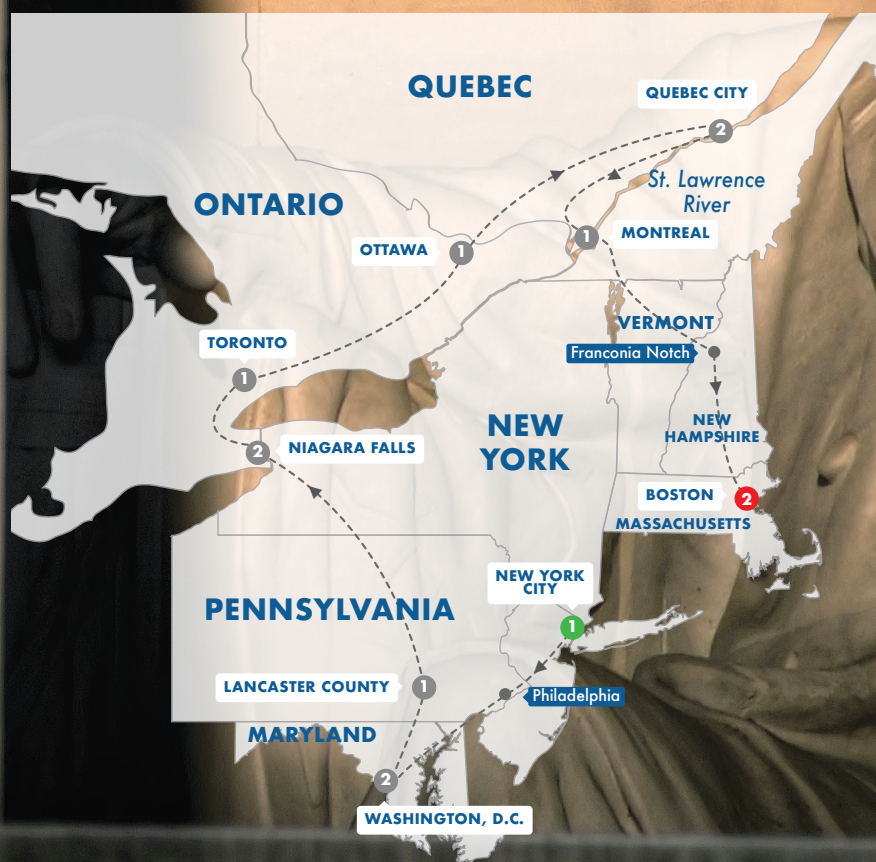 QUEBEC
QUEBEC CITY
2
St. Lawrence
River
ONTARIO
OTTAWA
1
1
MONTREAL
VERMONT
Franconia Notch
TORONTO
1
NEW
YORK
NEW
HAMPSHIRE
2
NIAGARA FALLS
BOSTON
2
MASSACHUSETTS
NEW YORK
CITY
1
PENNSYLVANIA
LANCASTER COUNTY
1
Philadelphia
MARYLAND
2
WASHINGTON, D.C.